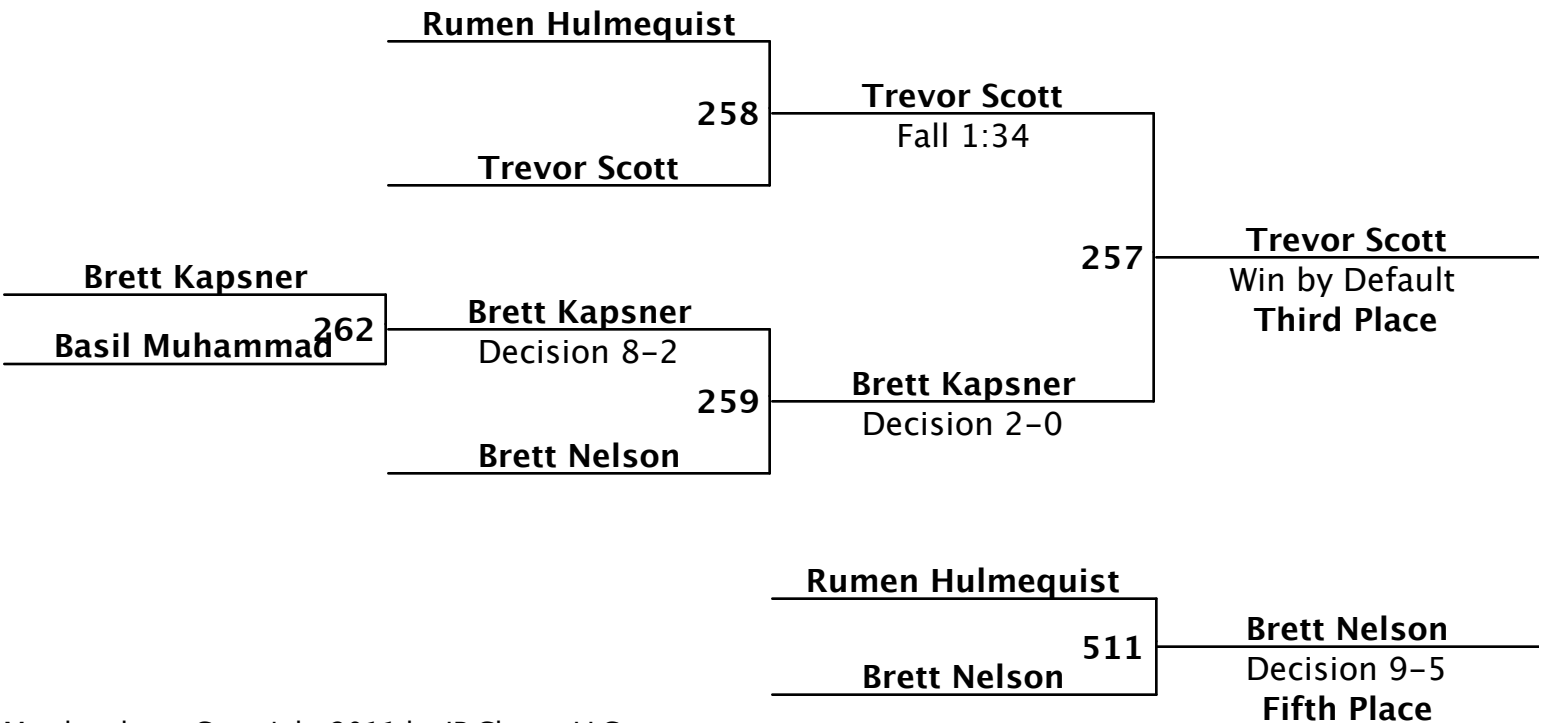 Rumen Hulmequist
258
Trevor Scott
Trevor Scott
Fall 1:34
Brett Kapsner
262
Basil Muhammad
Brett Kapsner
Decision 8-2
259
Brett Nelson
Brett Kapsner
Decision 2-0
257
Trevor Scott
Win by Default
Third Place
Rumen Hulmequist
511
Brett Nelson
Brett Nelson
Decision 9-5
Fifth Place